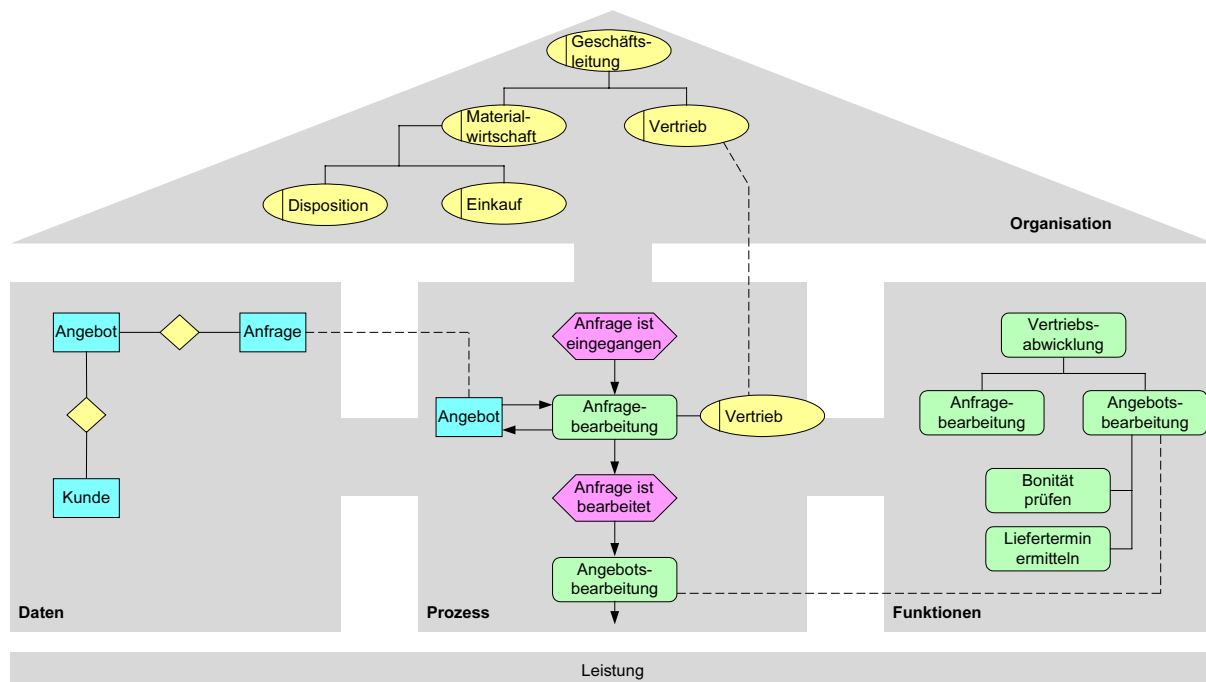 Geschäfts-
leitung
Material-
wirtschaft
Vertrieb
Disposition
Einkauf
Organisation
Angebot
Anfrage
Kunde
Daten
Anfrage ist
eingegangen
Angebot
Anfrage-
bearbeitung
Vertrieb
Anfrage ist
bearbeitet
Angebots-
bearbeitung
Prozess
Vertriebs-
abwicklung
Anfrage-
bearbeitung
Angebots-
bearbeitung
Bonität
prüfen
Liefertermin
ermitteln
Funktionen
Leistung